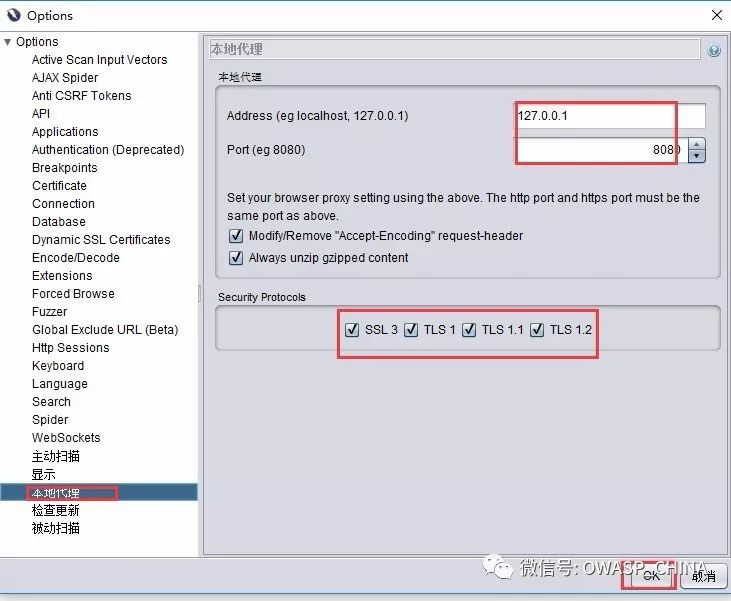 Options
Options
Active Scan Input Vectors
AJAX Spider
Anti CSRF Tokens
API
Applications
Authentication (Deprecated)
Breakpoints
Certificate
Connection
Database
Dynamic SSL Certificates
Encode/Decode
Extensions
Forced Browse
Fuzzer
Global Exclude URL (Beta)
Http Sessions
Keyboard
Language
Search
Spider
WebSockets
主动扫描
显示
本地代理
检查更新
被动扫描
本地代理
本地代理
Address (eg localhost, 127.0.0.1)
127.0.0.1
Port (eg 8080)
8080
Set your browser proxy setting using the above. The http port and https port must be the
same port as above.
Modify/Remove "Accept-Encoding" request-header
Always unzip gzipped content
Security Protocols
SSL 3 TLS 1 TLS 1.1 TLS 1.2
微信号: OWASP_CHINA
OK 取消